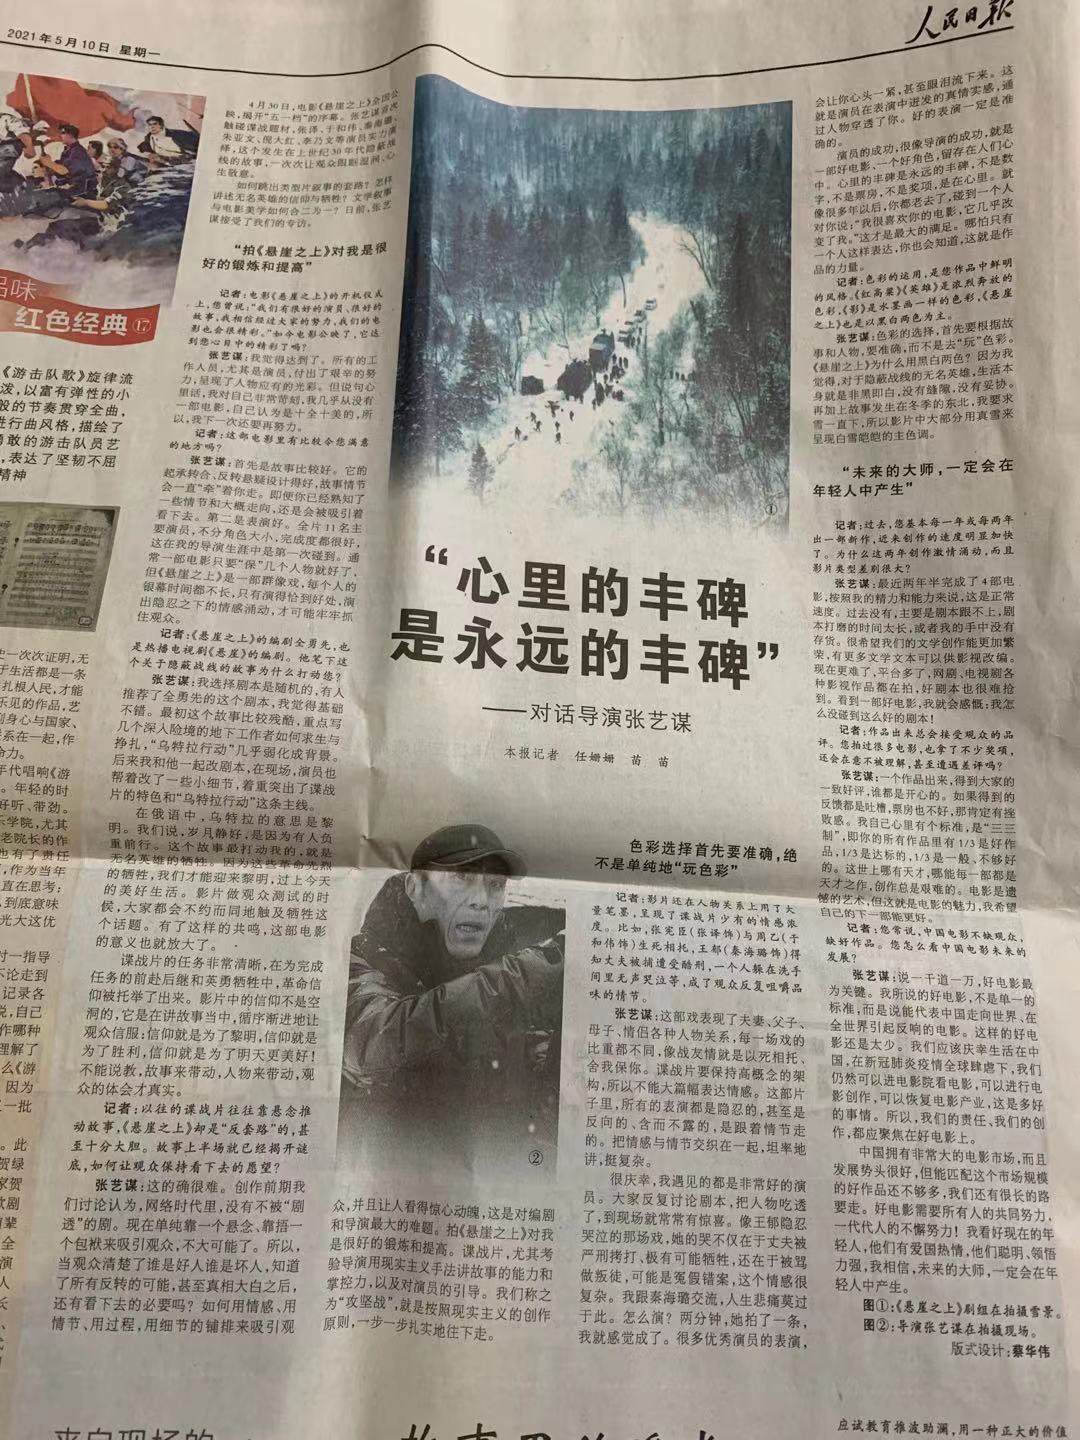 2021年5月10日 星期一
人民日报
品味
红色经典⑰
《游击队歌》旋律流
泼，以富有弹性的小
般的节奏贯穿全曲，
进行曲风格，描绘了
勇敢的游击队员艺
，表达了坚韧不屈
精神
史一次次证明，无
于生活都是一条
扎根人民，才能
乐见的作品，艺
到身心与国家、
联系在一起，作
命力。
年代唱响《游
。年轻的时
好听、带劲。
乐学院，尤其
老院长的作
也有了责任
，作为当年
直在思考：
，到底意味
光大这优
对一指导
不论走到
记录各
说，自己
作哪种
理解了
么《游
因为
一批
。此
贺绿
家贺
歌剧
4月30日，电影《悬崖之上》全国公
映，揭开“五一档”的序幕。张艺谋首次
触碰谍战题材，张译、于和伟、秦海璐、
朱亚文、倪大红、李乃文等演员实力演
绎，这个发生在上世纪30年代隐蔽战
线的故事，一次次让观众眼眶湿润、心
生敬意。
如何跳出类型片叙事的套路？怎样
讲述无名英雄的信仰与牺牲？文学叙事
与电影美学如何合二为一？日前，张艺
谋接受了我们的专访。
“拍《悬崖之上》对我是很
好的锻炼和提高”
记者：电影《悬崖之上》的开机仪式
上，您曾说：“我们有很好的演员、很好的
故事，我相信经过大家的努力，我们的电
影也会很精彩。”如今电影公映了，它达
到您心目中的精彩了吗？
张艺谋：我觉得达到了。所有的工
作人员，尤其是演员，付出了艰辛的努
力，呈现了人物应有的光彩。但说句心
里话，我对自己非常苛刻，我几乎从没有
一部电影，自己认为是十全十美的，所
以，我下一次还要再努力。
记者：这部电影里有比较令您满意
的地方吗？
张艺谋：首先是故事比较好。它的
起承转合、反转悬疑设计得好，故事情节
会一直“牵”着你走。即便你已经熟知了
一些情节和大概走向，还是会被吸引着
看下去。第二是表演好。全片11名主
要演员，不分角色大小，完成度都很好，
这在我的导演生涯中是第一次碰到。通
常一部电影只要“保”几个人物就好了，
但《悬崖之上》是一部群像戏，每个人的
银幕时间都不长，只有演得恰到好处，演
出隐忍之下的情感涌动，才可能牢牢抓
住观众。
记者：《悬崖之上》的编剧全勇先，也
是热播电视剧《悬崖》的编剧。他笔下这
个关于隐蔽战线的故事为什么打动您？
张艺谋：我选择剧本是随机的，有人
推荐了全勇先的这个剧本，我觉得基础
不错。最初这个故事比较残酷，重点写
几个深入险境的地下工作者如何求生与
挣扎，“乌特拉行动”几乎弱化成背景。
后来我和他一起改剧本，在现场，演员也
帮着改了一些小细节，着重突出了谍战
片的特色和“乌特拉行动”这条主线。
在俄语中，乌特拉的意思是黎
明。我们说，岁月静好，是因为有人负
重前行。这个故事最打动我的，就是
无名英雄的牺牲。因为这些革命先烈
的牺牲，我们才能迎来黎明，过上今天
的美好生活。影片做观众测试的时
候，大家都会不约而同地触及牺牲这
个话题。有了这样的共鸣，这部电影
的意义也就放大了。
谍战片的任务非常清晰，在为完成
任务的前赴后继和英勇牺牲中，革命信
仰被托举了出来。影片中的信仰不是空
洞的，它是在讲故事当中，循序渐进地让
观众信服：信仰就是为了黎明，信仰就是
为了胜利，信仰就是为了明天更美好！
不能说教，故事来带动，人物来带动，观
众的体会才真实。
记者：以往的谍战片往往靠悬念推
动故事，《悬崖之上》却是“反套路”的，甚
至十分大胆。故事上半场就已经揭开谜
底，如何让观众保持看下去的愿望？
张艺谋：这的确很难。创作前期我
们讨论认为，网络时代里，没有不被“剧
透”的剧。现在单纯靠一个悬念、靠捂一
个包袱来吸引观众，不大可能了。所以，
当观众清楚了谁是好人谁是坏人，知道
了所有反转的可能，甚至真相大白之后，
还有看下去的必要吗？如何用情感、用
情节、用过程，用细节的铺排来吸引观
①
“心里的丰碑
是永远的丰碑”
——对话导演张艺谋
本报记者 任姗姗 苗苗
②
众，并且让人看得惊心动魄，这是对编剧
和导演最大的难题。拍《悬崖之上》对我
是很好的锻炼和提高。谍战片，尤其考
验导演用现实主义手法讲故事的能力和
掌控力，以及对演员的引导。我们称之
为“攻坚战”，就是按照现实主义的创作
原则，一步一步扎实地往下走。
色彩选择首先要准确，绝
不是单纯地“玩色彩”
记者：影片还在人物关系上用了大
量笔墨，呈现了谍战片少有的情感浓
度。比如，张宪臣（张译饰）与周乙（于
和伟饰）生死相托，王郁（秦海璐饰）得
知丈夫被捕遭受酷刑，一个人躲在洗手
间里无声哭泣等，成了观众反复咀嚼品
味的情节。
张艺谋：这部戏表现了夫妻、父子、
母子、情侣各种人物关系，每一场戏的
比重都不同，像战友情就是以死相托、
舍我保你。谍战片要保持高概念的架
构，所以不能大篇幅表达情感。这部片
子里，所有的表演都是隐忍的，甚至是
反向的、含而不露的，是跟着情节走
的。把情感与情节交织在一起，坦率地
讲，挺复杂。
很庆幸，我遇见的都是非常好的演
员。大家反复讨论剧本，把人物吃透
了，到现场就常常有惊喜。像王郁隐忍
哭泣的那场戏，她的哭不仅在于丈夫被
严刑拷打、极有可能牺牲，还在于被骂
做叛徒，可能是冤假错案，这个情感很
复杂。我跟秦海璐交流，人生悲痛莫过
于此。怎么演？两分钟，她拍了一条，
我就感觉成了。很多优秀演员的表演，
会让你心头一紧，甚至眼泪流下来。这
就是演员在表演中迸发的真情实感，通
过人物穿透了你。好的表演一定是准
确的。
演员的成功，很像导演的成功，就是
一部好电影、一个好角色，留存在人们心
中。心里的丰碑是永远的丰碑，不是数
字，不是票房，不是奖项，是在心里。就
像很多年以后，你都老去了，碰到一个人
对你说：“我很喜欢你的电影，它几乎改
变了我。”这才是最大的满足。哪怕只有
一个人这样表达，你也会知道，这就是作
品的力量。
记者：色彩的运用，是您作品中鲜明
的风格。《红高粱》《英雄》是浓烈奔放的
色彩，《影》是水墨画一样的色彩，《悬崖
之上》也是以黑白两色为主。
张艺谋：色彩的选择，首先要根据故
事和人物，要准确，而不是去“玩”色彩。
《悬崖之上》为什么用黑白两色？因为我
觉得，对于隐蔽战线的无名英雄，生活本
身就是非黑即白，没有缝隙，没有妥协。
再加上故事发生在冬季的东北，我要求
雪一直下，所以影片中大部分用真雪来
呈现白雪皑皑的主色调。
“未来的大师，一定会在
年轻人中产生”
记者：过去，您基本每一年或每两年
出一部新作，近来创作的速度明显加快
了。为什么这两年创作激情涌动，而且
影片类型差别很大？
张艺谋：最近两年半完成了4部电
影，按照我的精力和能力来说，这是正常
速度。过去没有，主要是剧本跟不上，剧
本打磨的时间太长，或者我的手中没有
存货。很希望我们的文学创作能更加繁
荣，有更多文学文本可以供影视改编。
现在更难了，平台多了，网剧、电视剧各
种影视作品都在拍，好剧本也很难抢
到。看到一部好电影，我就会感慨：我怎
么没碰到这么好的剧本！
记者：作品出来总会接受观众的品
评。您拍过很多电影，也拿了不少奖项，
还会在意不被理解，甚至遭遇差评吗？
张艺谋：一个作品出来，得到大家的
一致好评，谁都是开心的。如果得到的
反馈都是吐槽，票房也不好，那肯定有挫
败感。我自己心里有个标准，是“三三
制”，即你的所有作品里有1/3是好作
品，1/3是达标的，1/3是一般、不够好
的。这世上哪有天才，哪能每一部都是
天才之作，创作总是艰难的。电影是遗
憾的艺术，但这就是电影的魅力，我希望
自己的下一部能更好。
记者：您常说，中国电影不缺观众，
缺好作品。您怎么看中国电影未来的
发展？
张艺谋：说一千道一万，好电影最
为关键。我所说的好电影，不是单一的
标准，而是说能代表中国走向世界、在
全世界引起反响的电影。这样的好电
影还是太少。我们应该庆幸生活在中
国，在新冠肺炎疫情全球肆虐下，我们
仍然可以进电影院看电影，可以进行电
影创作，可以恢复电影产业，这是多好
的事情。所以，我们的责任、我们的创
作，都应聚焦在好电影上。
中国拥有非常大的电影市场，而且
发展势头很好，但能匹配这个市场规模
的好作品还不够多，我们还有很长的路
要走。好电影需要所有人的共同努力，
一代代人的不懈努力！我看好现在的年
轻人，他们有爱国热情，他们聪明、领悟
力强，我相信，未来的大师，一定会在年
轻人中产生。
图①：《悬崖之上》剧组在拍摄雪景。
图②：导演张艺谋在拍摄现场。
版式设计：蔡华伟
应试教育推波助澜，用一种正大的价值